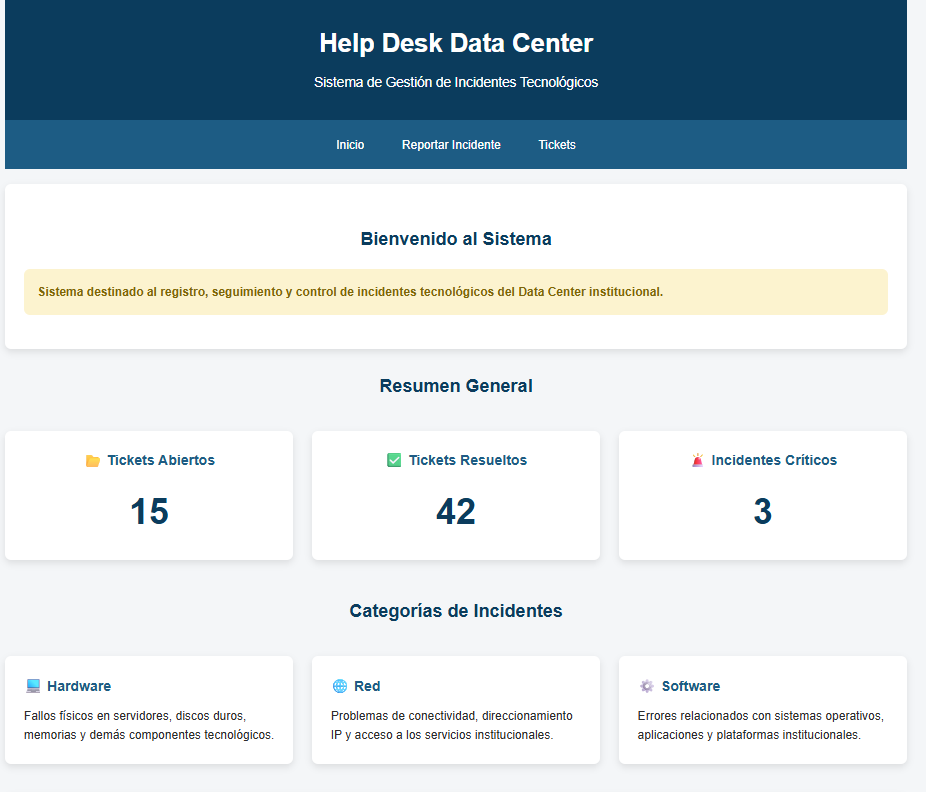 Help Desk Data Center
Sistema de Gestión de Incidentes Tecnológicos
Inicio Reportar Incidente Tickets
Bienvenido al Sistema
Sistema destinado al registro, seguimiento y control de incidentes tecnológicos del Data Center institucional.
Resumen General
Tickets Abiertos
15
Tickets Resueltos
42
Incidentes Críticos
3
Categorías de Incidentes
Hardware
Fallos físicos en servidores, discos duros,
memorias y demás componentes tecnológicos.
Red
Problemas de conectividad, direccionamiento
IP y acceso a los servicios institucionales.
Software
Errores relacionados con sistemas operativos,
aplicaciones y plataformas institucionales.